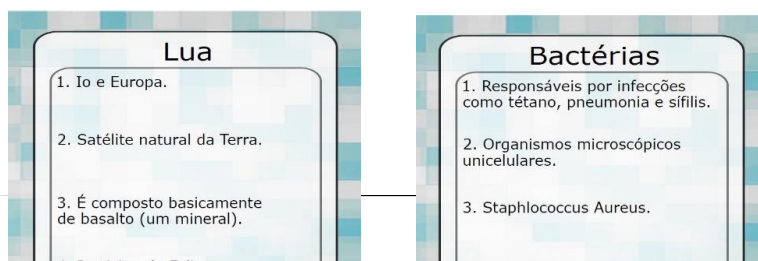 Lua
1. Io e Europa.
2. Satélite natural da Terra.
3. É composto basicamente
de basalto (um mineral).
Bactérias
1. Responsáveis por infecções
como tétano, pneumonia e sífilis.
2. Organismos microscópicos
unicelulares.
3. Staphlococcus Aureus.